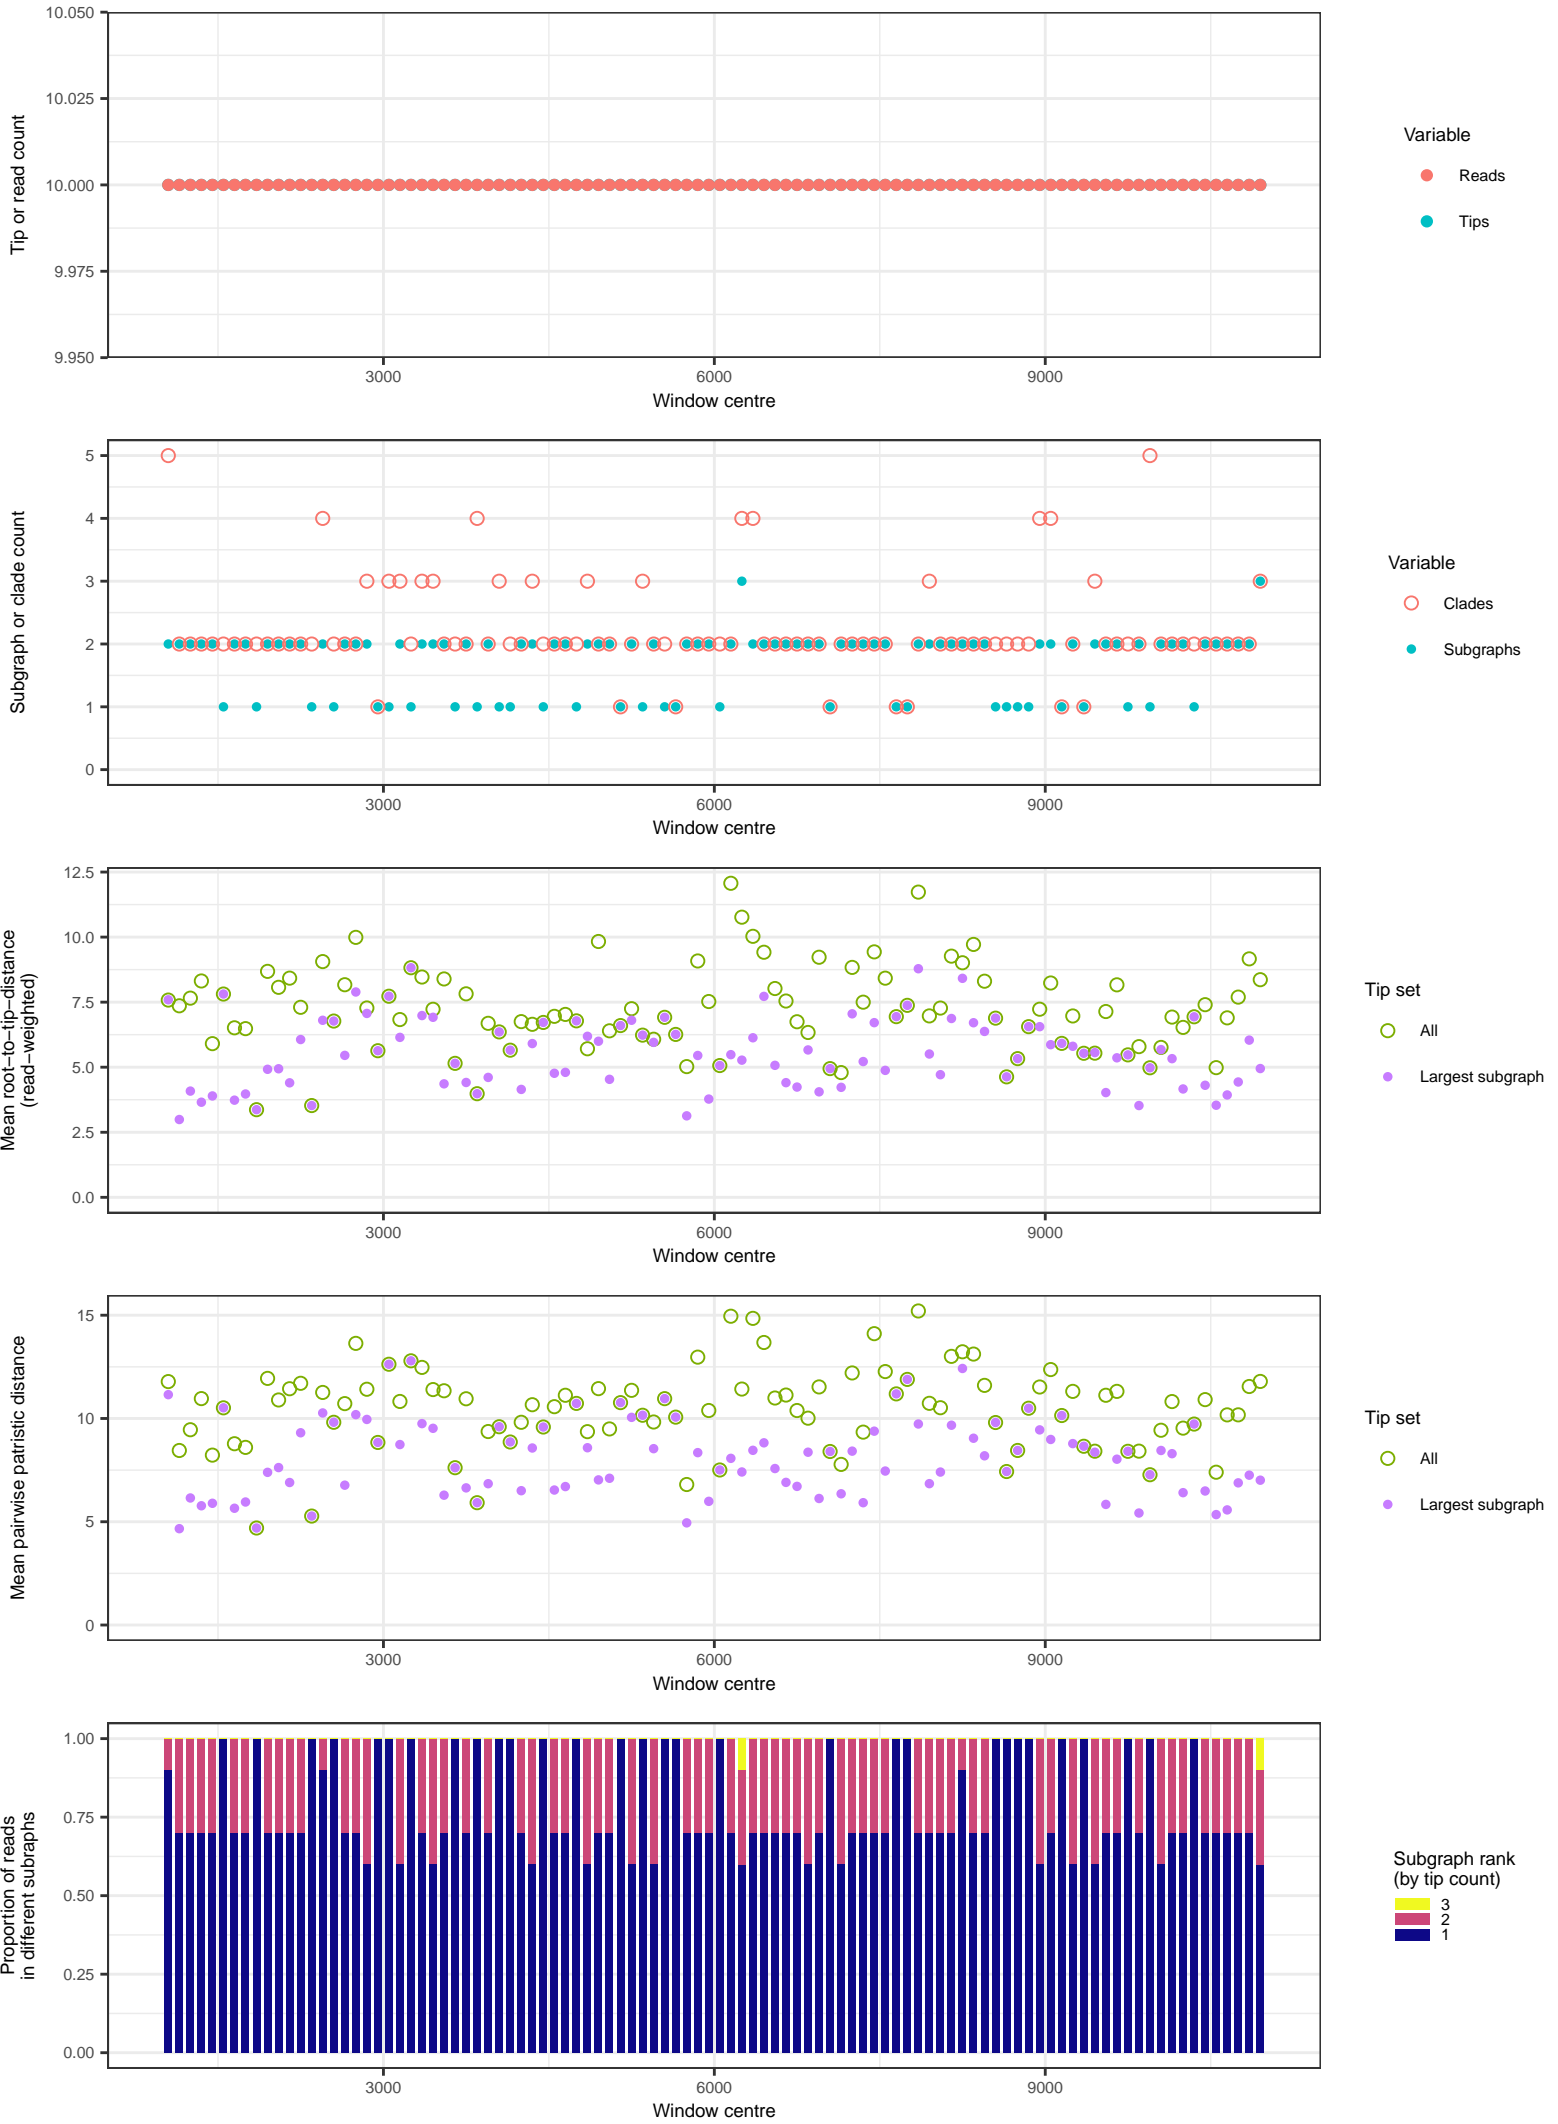 10.050
10.025
10.000
9.975
9.950
Tip or read count
3000
6000
9000
Window centre
Variable
Reads
Tips
5
4
3
2
1
0
Subgraph or clade count
3000
6000
9000
Window centre
Variable
Clades
Subgraphs
12.5
10.0
7.5
5.0
2.5
0.0
Mean root−to−tip−distance
(read−weighted)
3000
6000
9000
Window centre
Tip set
All
Largest subgraph
15
10
5
0
Mean pairwise patristic distance
3000
6000
9000
Window centre
Tip set
All
Largest subgraph
1.00
0.75
0.50
0.25
0.00
Proportion of reads
in different subraphs
3000
6000
9000
Window centre
Subgraph rank
(by tip count)
3
2
1